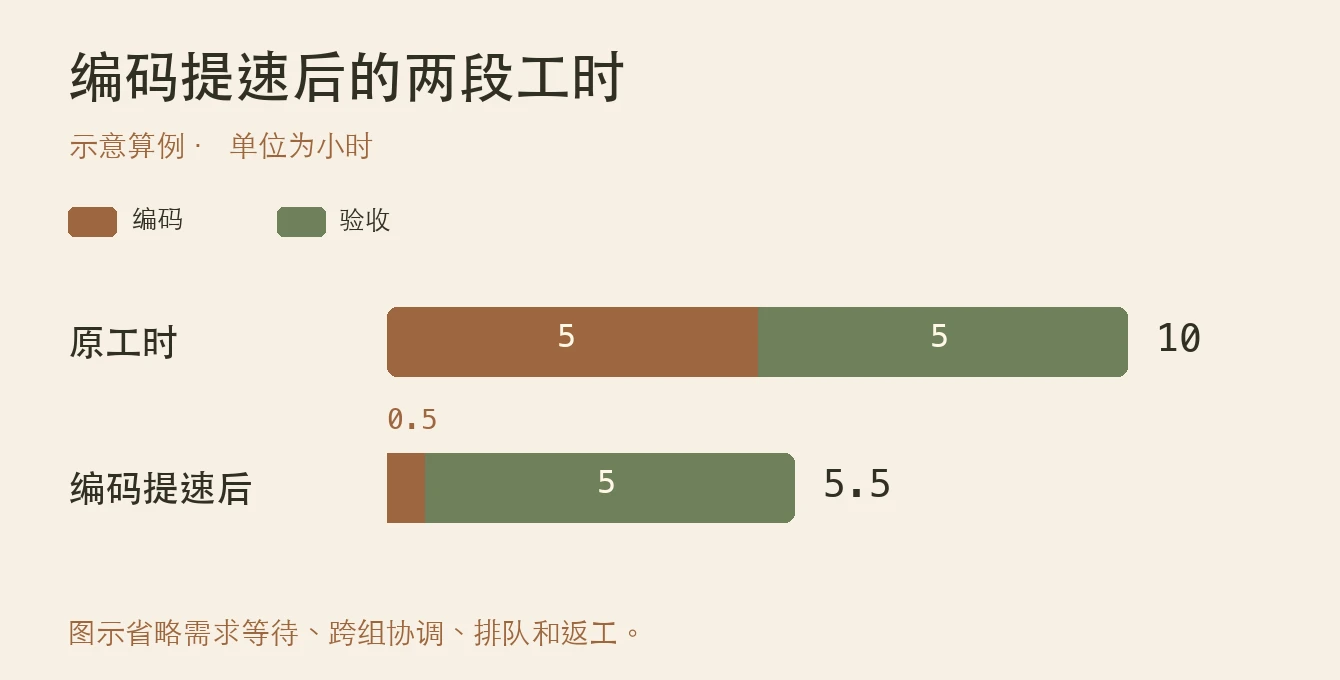 编码提速后的两段工时
示意算例 · 单位为小时
编码 验收
原工时 5 5 10
0.5
编码提速后 5 5.5
图示省略需求等待、跨组协调、排队和返工。